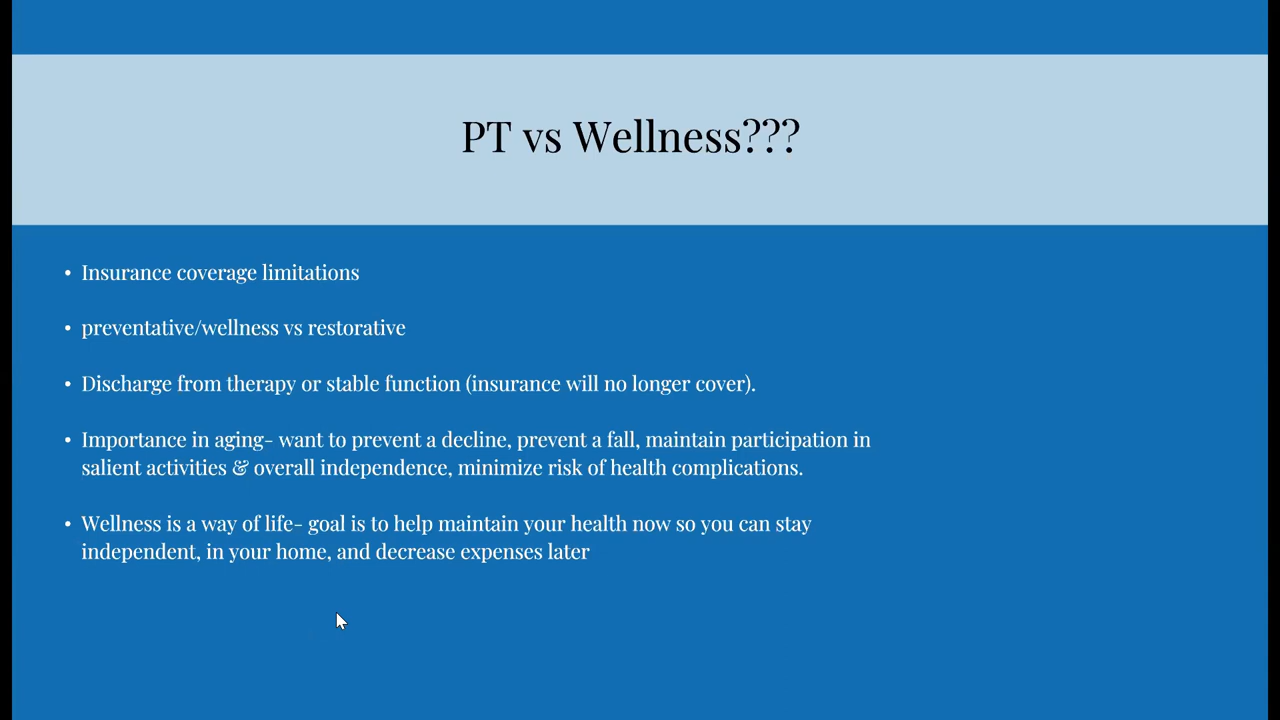 PT vs Wellness???
• Insurance coverage limitations
• preventative/wellness vs restorative
• Discharge from therapy or stable function (insurance will no longer cover).
• Importance in aging- want to prevent a decline, prevent a fall, maintain participation in
salient activities & overall independence, minimize risk of health complications.
• Wellness is a way of life- goal is to help maintain your health now so you can stay
independent, in your home, and decrease expenses later